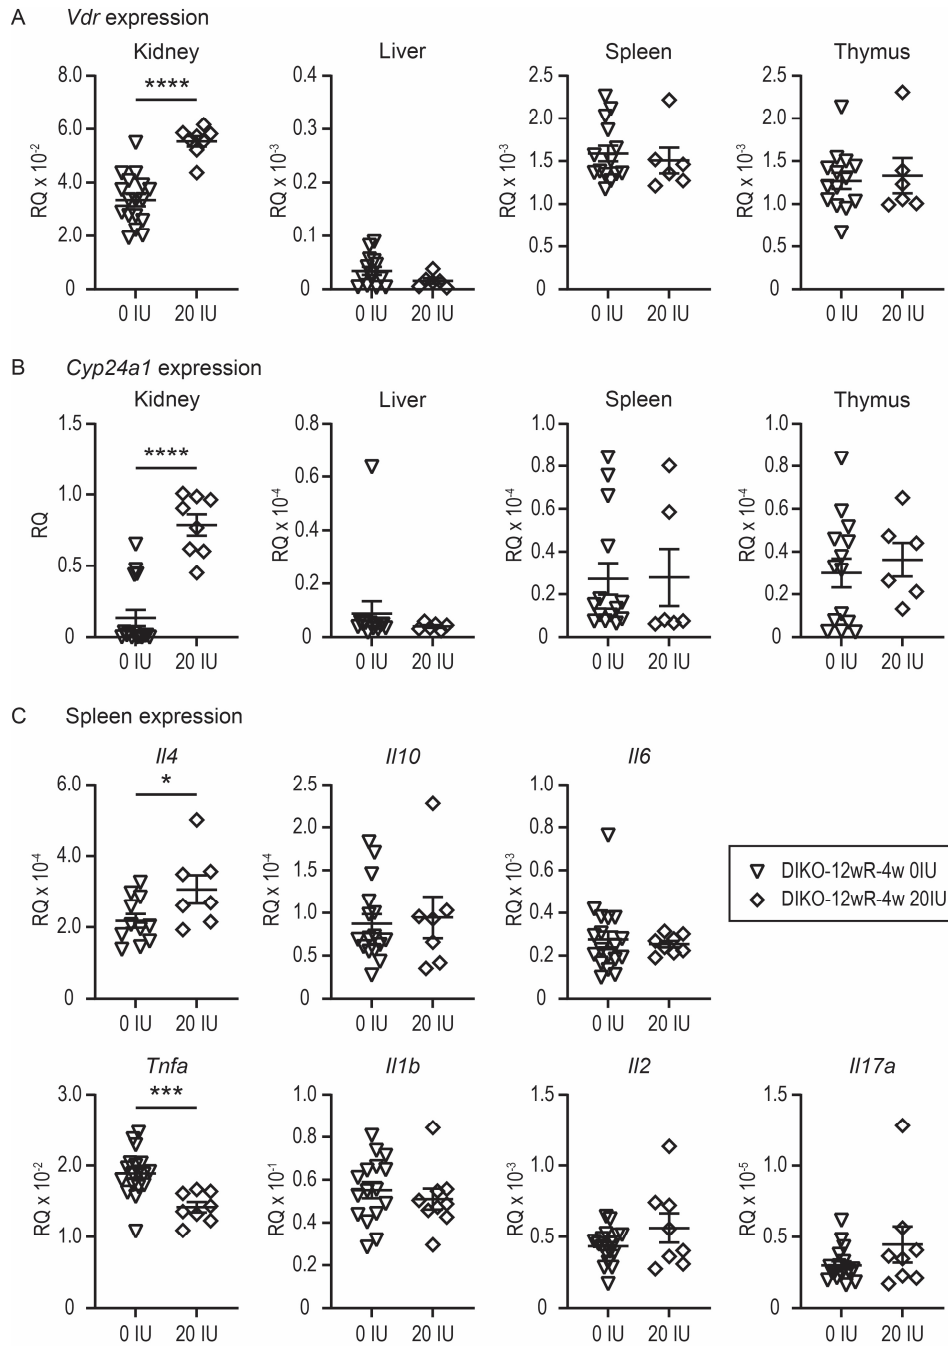 A Vdr expression
Kidney Liver Spleen Thymus
RQ x 10-2
8.0
6.0
4.0
2.0
0
****
0 IU 20 IU
RQ x 10-3
0.4
0.3
0.2
0.1
0
0 IU 20 IU
RQ x 10-3
2.5
2.0
1.5
1.0
0.5
0
0 IU 20 IU
RQ x 10-3
2.5
2.0
1.5
1.0
0.5
0
0 IU 20 IU
B Cyp24a1 expression
Kidney Liver Spleen Thymus
RQ
1.5
1.0
0.5
0
****
0 IU 20 IU
RQ x 10-4
0.8
0.6
0.4
0.2
0
0 IU 20 IU
RQ x 10-4
1.0
0.8
0.6
0.4
0.2
0
0 IU 20 IU
RQ x 10-4
1.0
0.8
0.6
0.4
0.2
0
0 IU 20 IU
C Spleen expression
Il4 Il10 Il6
RQ x 10-4
6.0
4.0
2.0
0
*
0 IU 20 IU
RQ x 10-4
2.5
2.0
1.5
1.0
0.5
0
0 IU 20 IU
RQ x 10-3
1.0
0.8
0.6
0.4
0.2
0
0 IU 20 IU
DIKO-12wR-4w 0IU
DIKO-12wR-4w 20IU
Tnfa Il1b Il2 Il17a
RQ x 10-2
3.0
2.0
1.0
0
***
0 IU 20 IU
RQ x 10-1
1.0
0.8
0.6
0.4
0.2
0
0 IU 20 IU
RQ x 10-3
1.5
1.0
0.5
0
0 IU 20 IU
RQ x 10-5
1.5
1.0
0.5
0
0 IU 20 IU